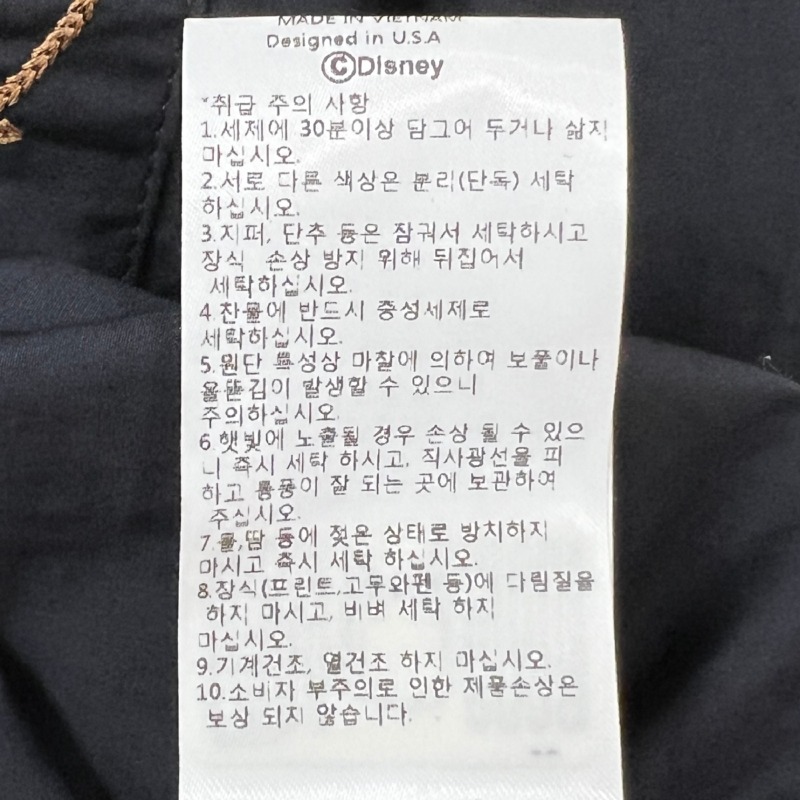 MADE IN VIETNAM
Designed in U.S.A
©Disney
*취급 주의 사항
1.세제에 30분이상 담그어 두거나 삶지
마십시오.
2.서로 다른 색상은 분리(단독) 세탁
하십시오.
3.지퍼, 단추 등은 잠궈서 세탁하시고
장식 손상 방지 위해 뒤집어서
세탁하십시오.
4.찬물에 반드시 중성세제로
세탁하십시오.
5.원단 특성상 마찰에 의하여 보풀이나
올뜯김이 발생할 수 있으니
주의하십시오.
6.햇빛에 노출될 경우 손상 될 수 있으
니 즉시 세탁 하시고, 직사광선을 피
하고 통풍이 잘 되는 곳에 보관하여
주십시오.
7.물,땀 등에 젖은 상태로 방치하지
마시고 즉시 세탁 하십시오.
8.장식(프린트,고무와펜 등)에 다림질을
하지 마시고, 비벼 세탁 하지
마십시오.
9.기계건조, 열건조 하지 마십시오.
10.소비자 부주의로 인한 제품손상은
보상 되지 않습니다.